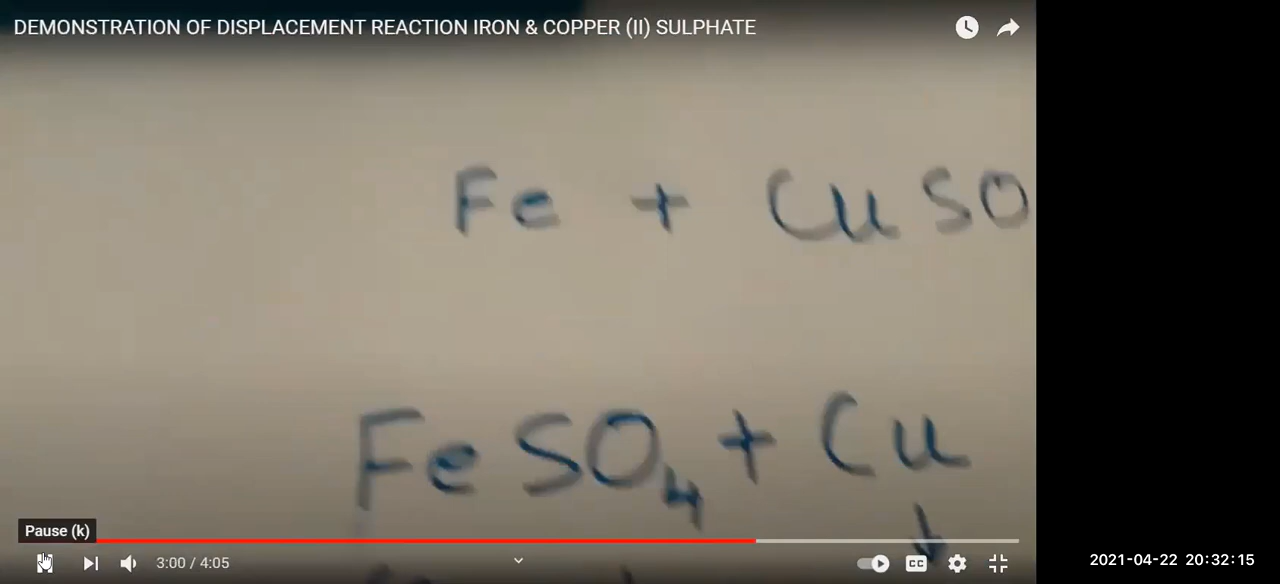 DEMONSTRATION OF DISPLACEMENT REACTION IRON & COPPER (II) SULPHATE
Fe + CuSO
FeSO₄ + Cu
↓
Pause (k)
3:00 / 4:05
CC
2021-04-22 20:32:15